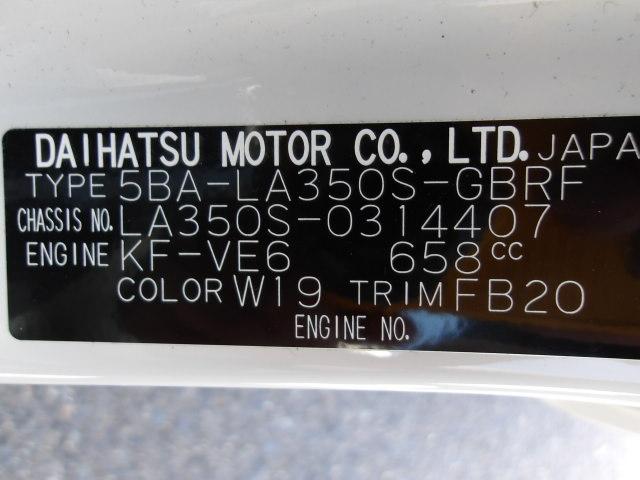 DAIHATSU MOTOR CO., LTD. JAPA
TYPE 5BA-LA350S-GBRF
CHASSIS NO. LA350S-0314407
ENGINE KF-VE6 658cc
COLOR W19 TRIM FB20
ENGINE NO.